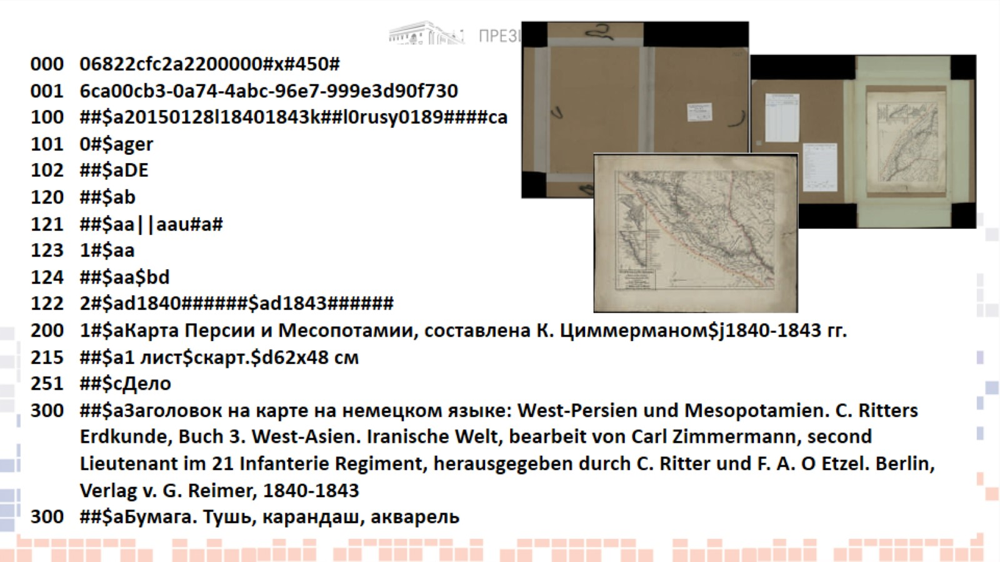 ПРЕЗИ
000 06822cfc2a2200000#x#450#
001 6ca00cb3-0a74-4abc-96e7-999e3d90f730
100 ##$a20150128l18401843k##l0rusy0189####ca
101 0#$ager
102 ##$aDE
120 ##$ab
121 ##$aa||aau#a#
123 1#$aa
124 ##$aa$bd
122 2#$ad1840######$ad1843######
200 1#$aКарта Персии и Месопотамии, составлена К. Циммерманом$j1840-1843 гг.
215 ##$a1 лист$cкарт.$d62x48 см
251 ##$cДело
300 ##$aЗаголовок на карте на немецком языке: West-Persien und Mesopotamien. C. Ritters
Erdkunde, Buch 3. West-Asien. Iranische Welt, bearbeit von Carl Zimmermann, second
Lieutenant im 21 Infanterie Regiment, herausgegeben durch C. Ritter und F. A. O Etzel. Berlin,
Verlag v. G. Reimer, 1840-1843
300 ##$aБумага. Тушь, карандаш, акварель